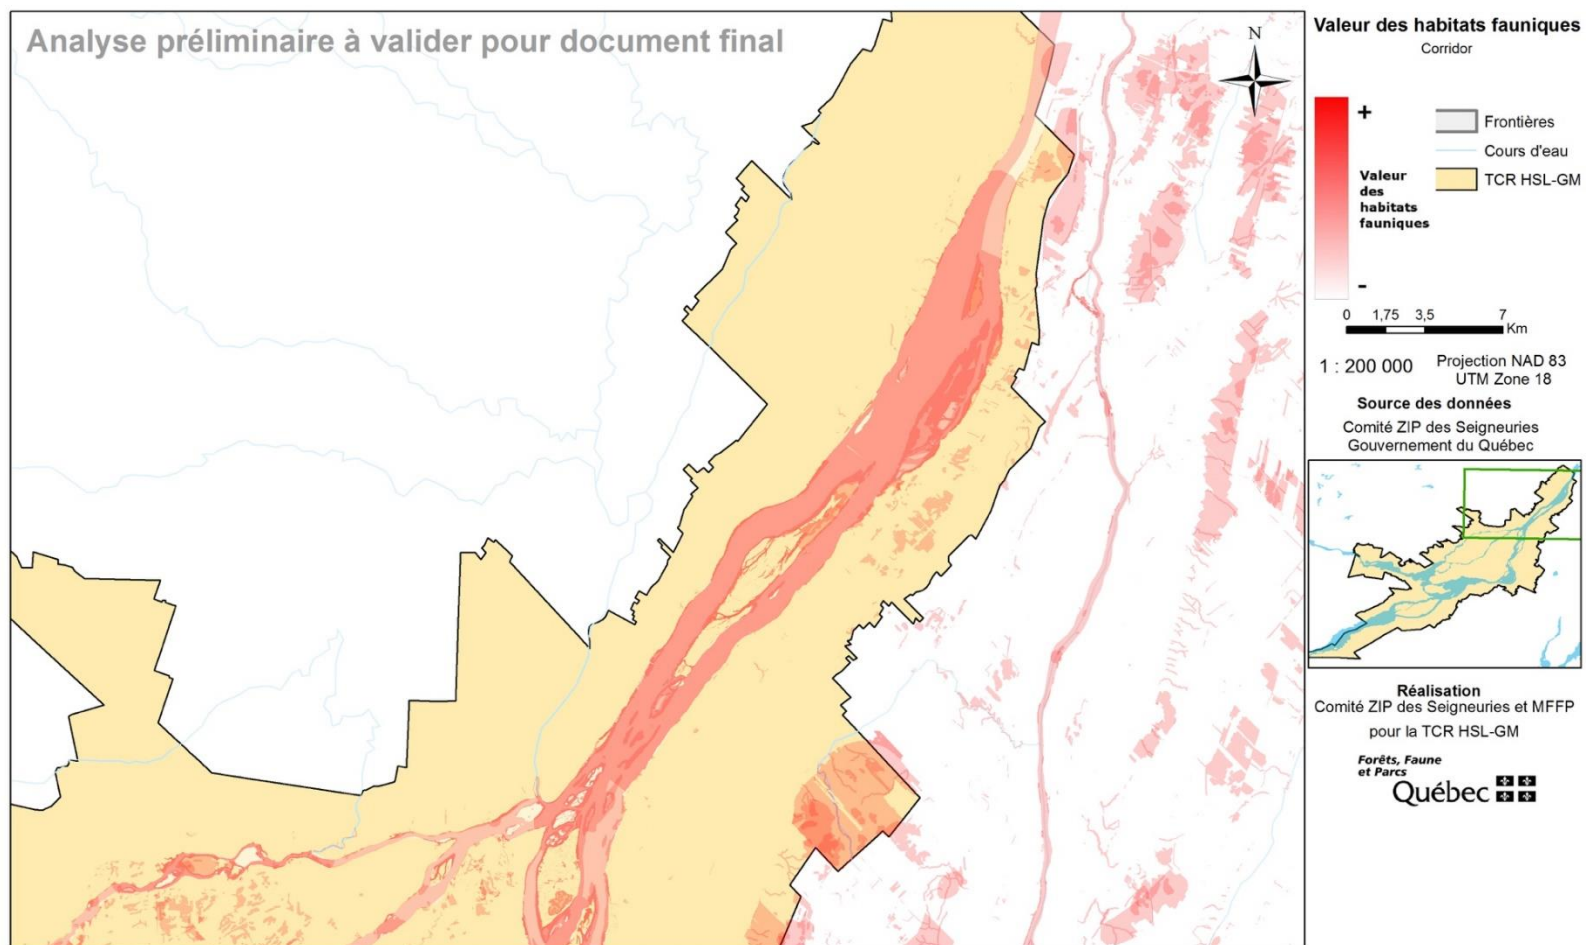 Analyse préliminaire à valider pour document final
N
Valeur des habitats fauniques
Corridor
+
Valeur
des
habitats
fauniques
-
Frontières
Cours d'eau
TCR HSL-GM
0 1,75 3,5 7
Km
1 : 200 000
Projection NAD 83
UTM Zone 18
Source des données
Comité ZIP des Seigneuries
Gouvernement du Québec
Réalisation
Comité ZIP des Seigneuries et MFFP
pour la TCR HSL-GM
Forêts, Faune
et Parcs
Québec